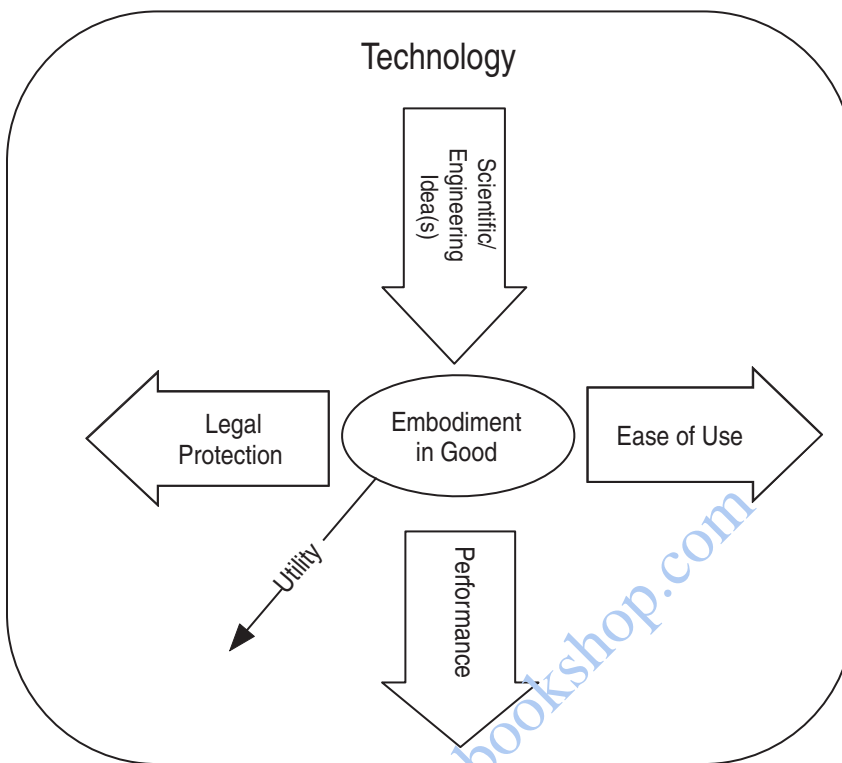 Technology
Scientific/
Engineering
Idea(s)
Legal
Protection
Embodiment
in Good
Ease of Use
Utility
Performance
bookshop.com